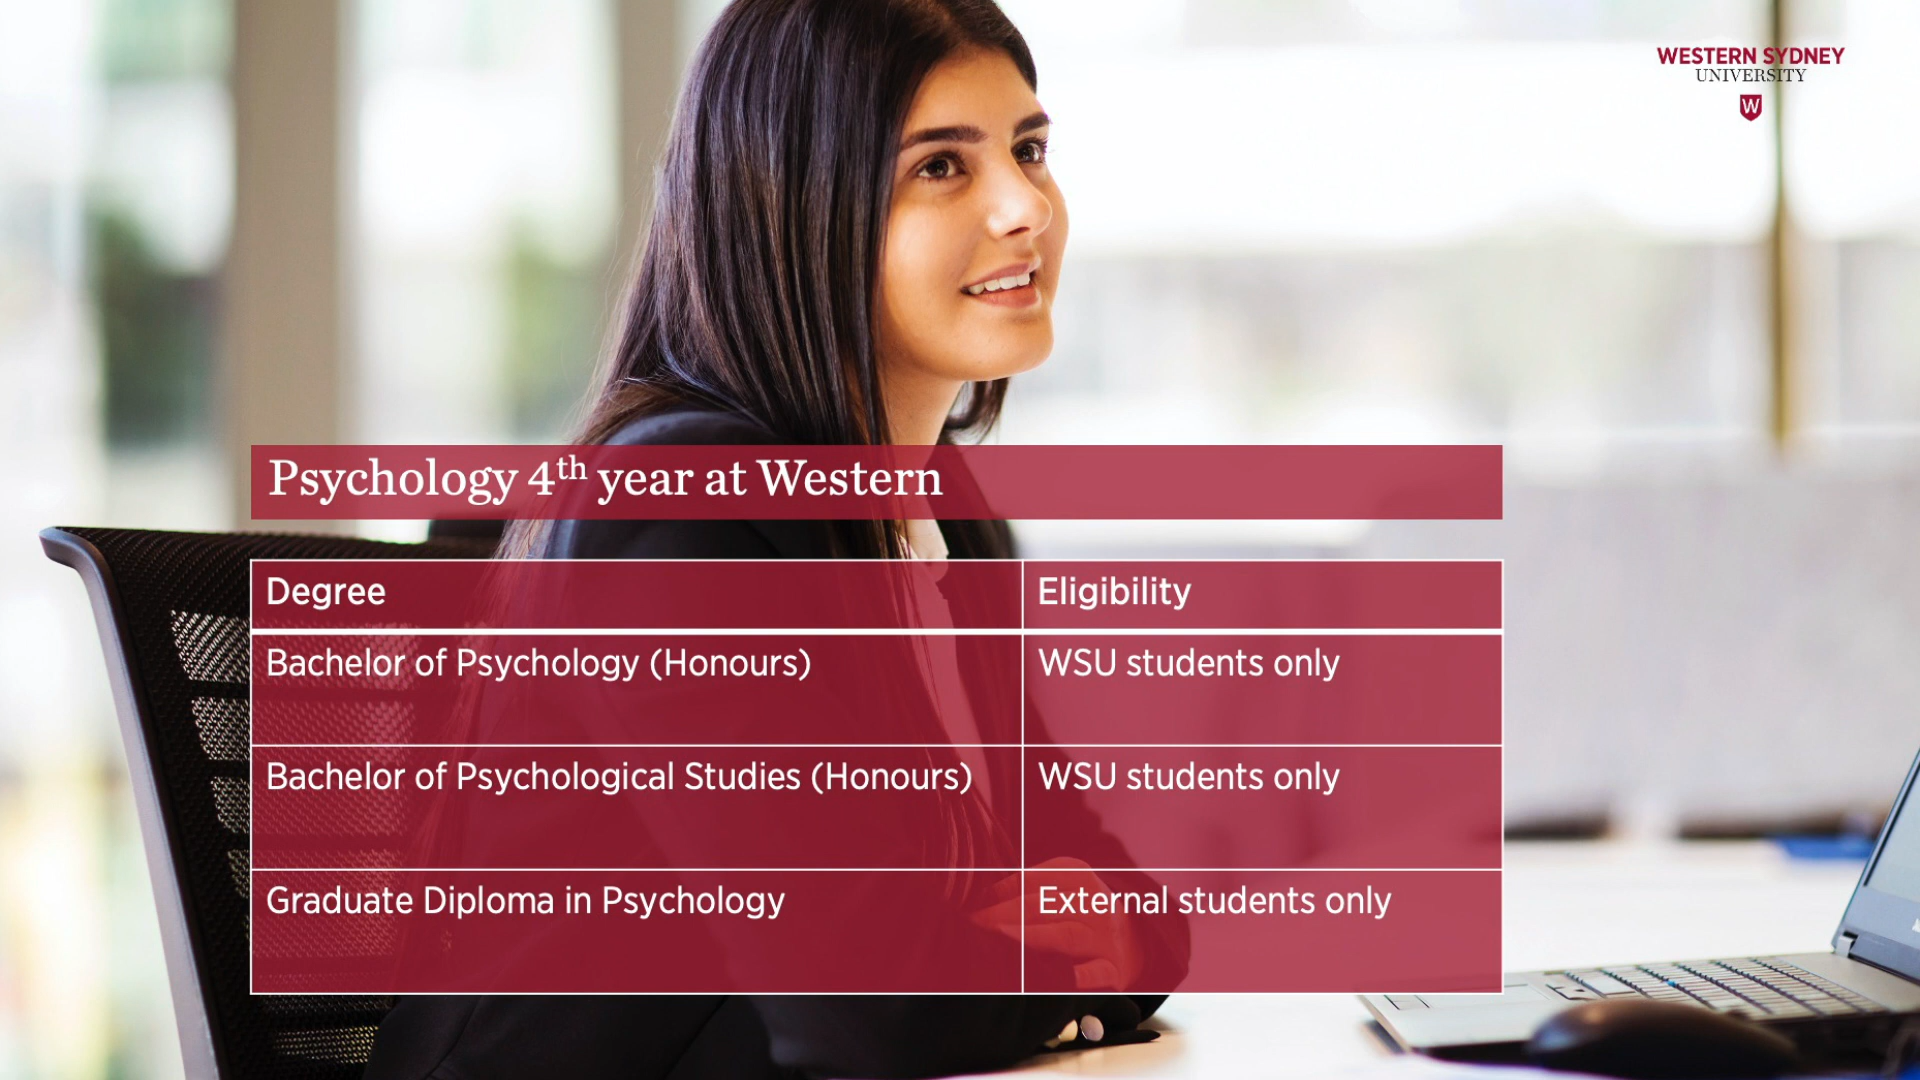 WESTERN SYDNEY
UNIVERSITY
W
Psychology 4th year at Western
Degree
Eligibility
Bachelor of Psychology (Honours)
WSU students only
Bachelor of Psychological Studies (Honours)
WSU students only
Graduate Diploma in Psychology
External students only